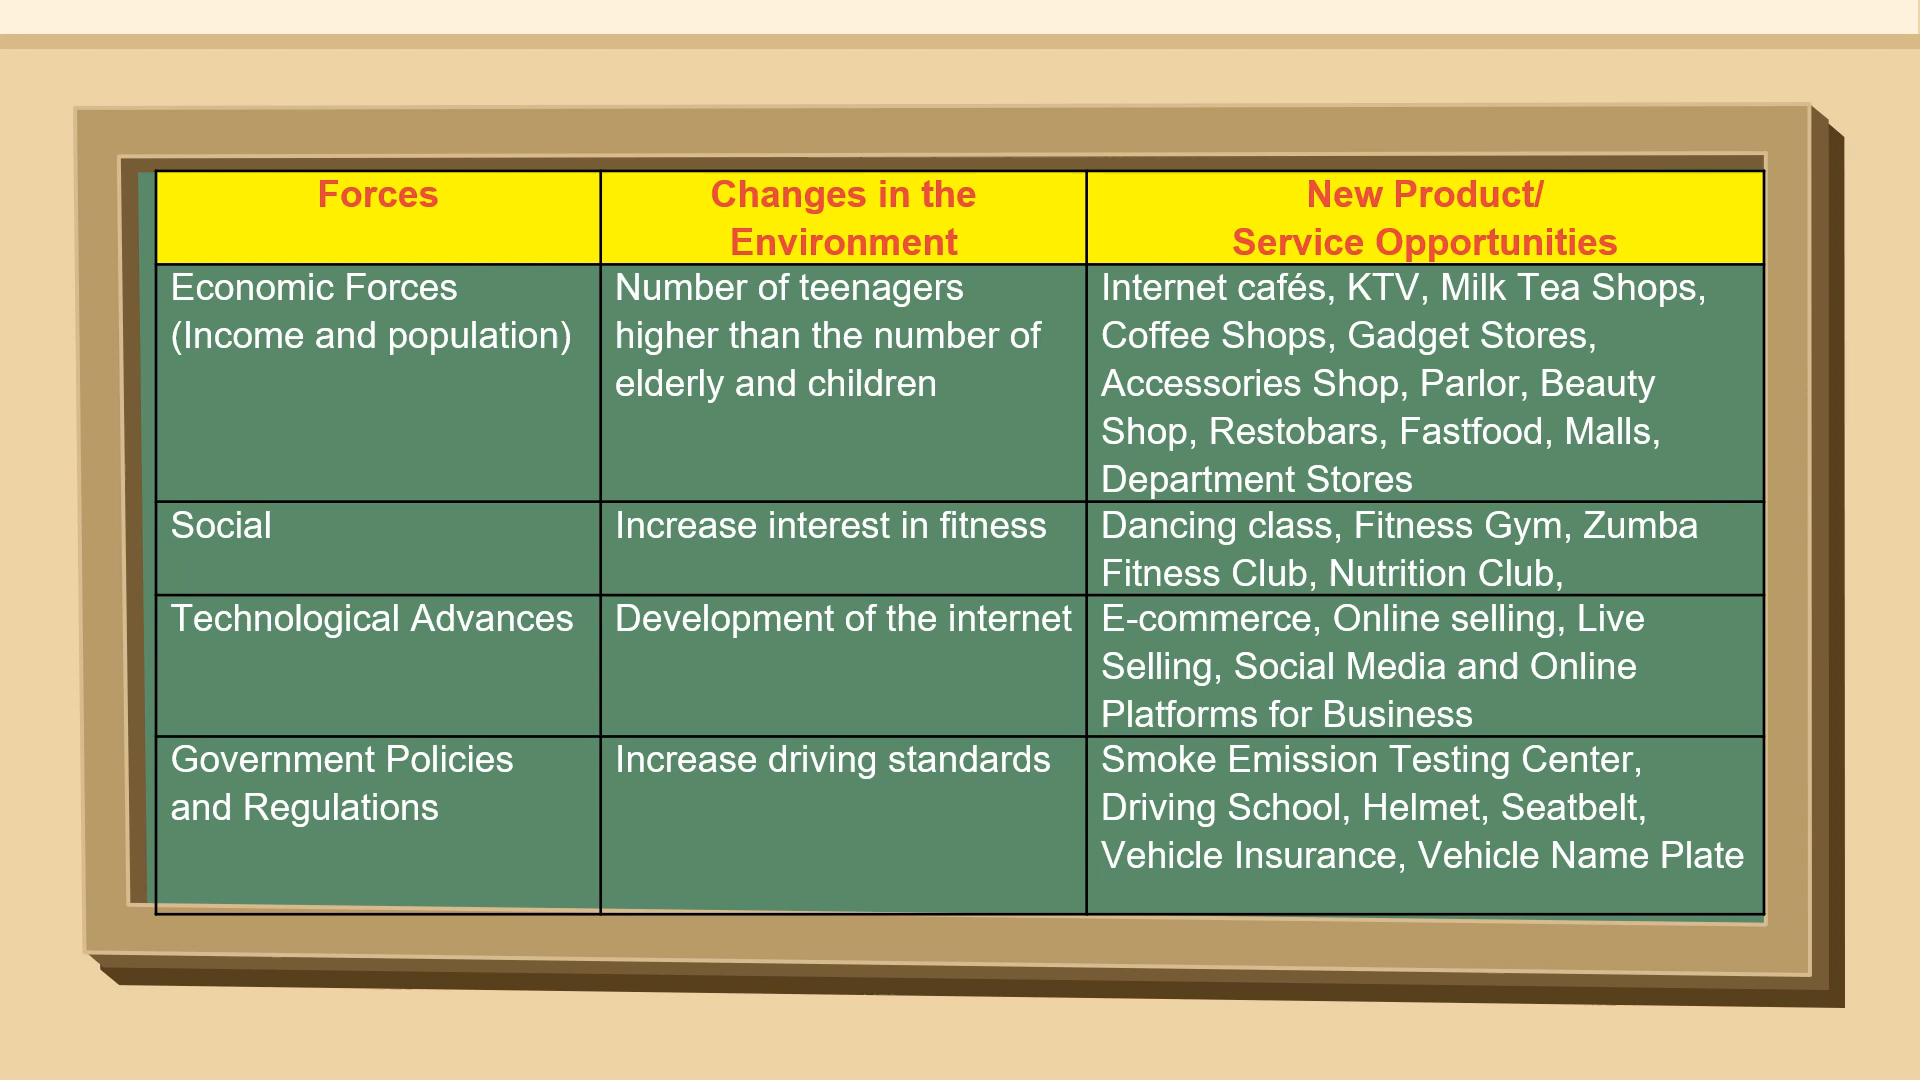 Forces
Changes in the
Environment
New Product/
Service Opportunities
Economic Forces
(Income and population)
Number of teenagers
higher than the number of
elderly and children
Internet cafés, KTV, Milk Tea Shops,
Coffee Shops, Gadget Stores,
Accessories Shop, Parlor, Beauty
Shop, Restobars, Fastfood, Malls,
Department Stores
Social
Increase interest in fitness
Dancing class, Fitness Gym, Zumba
Fitness Club, Nutrition Club,
Technological Advances
Development of the internet
E-commerce, Online selling, Live
Selling, Social Media and Online
Platforms for Business
Government Policies
and Regulations
Increase driving standards
Smoke Emission Testing Center,
Driving School, Helmet, Seatbelt,
Vehicle Insurance, Vehicle Name Plate